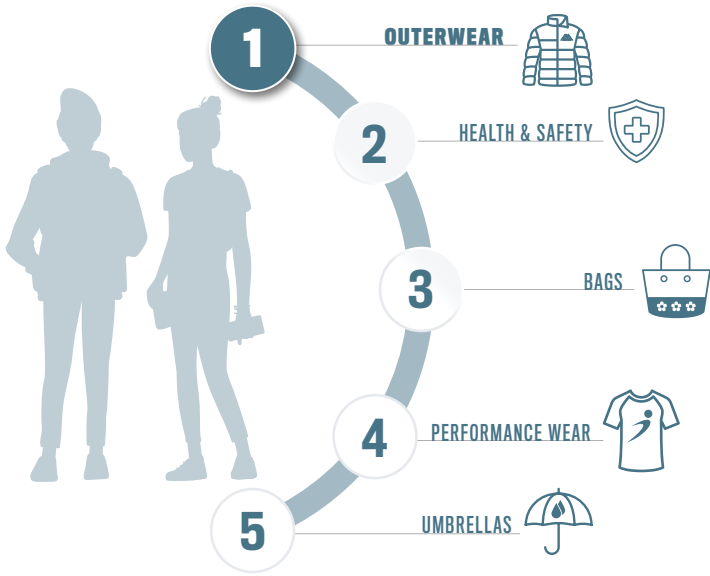 1 OUTERWEAR
2 HEALTH & SAFETY
3 BAGS
4 PERFORMANCE WEAR
5 UMBRELLAS